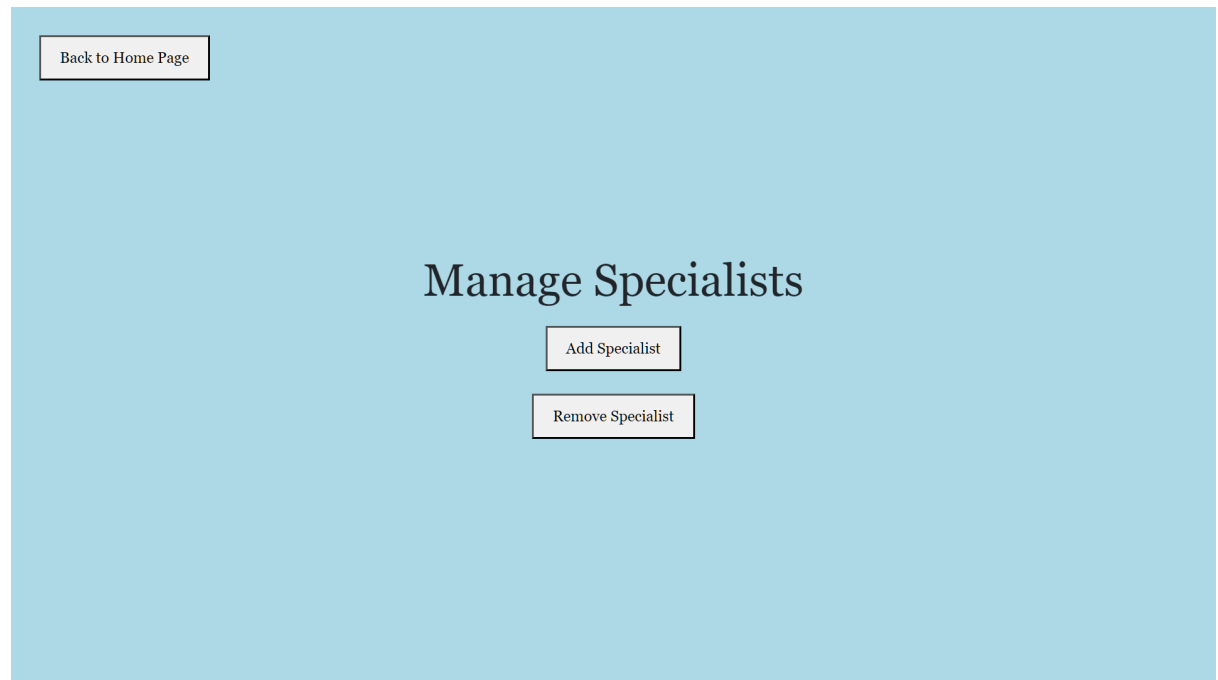 Back to Home Page
Manage Specialists
Add Specialist
Remove Specialist